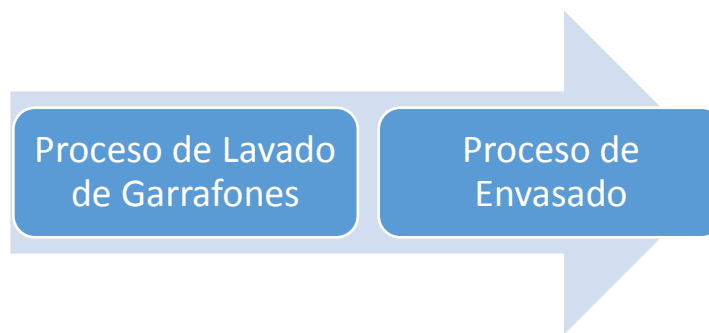 Proceso de Lavado
de Garrafones
Proceso de
Envasado